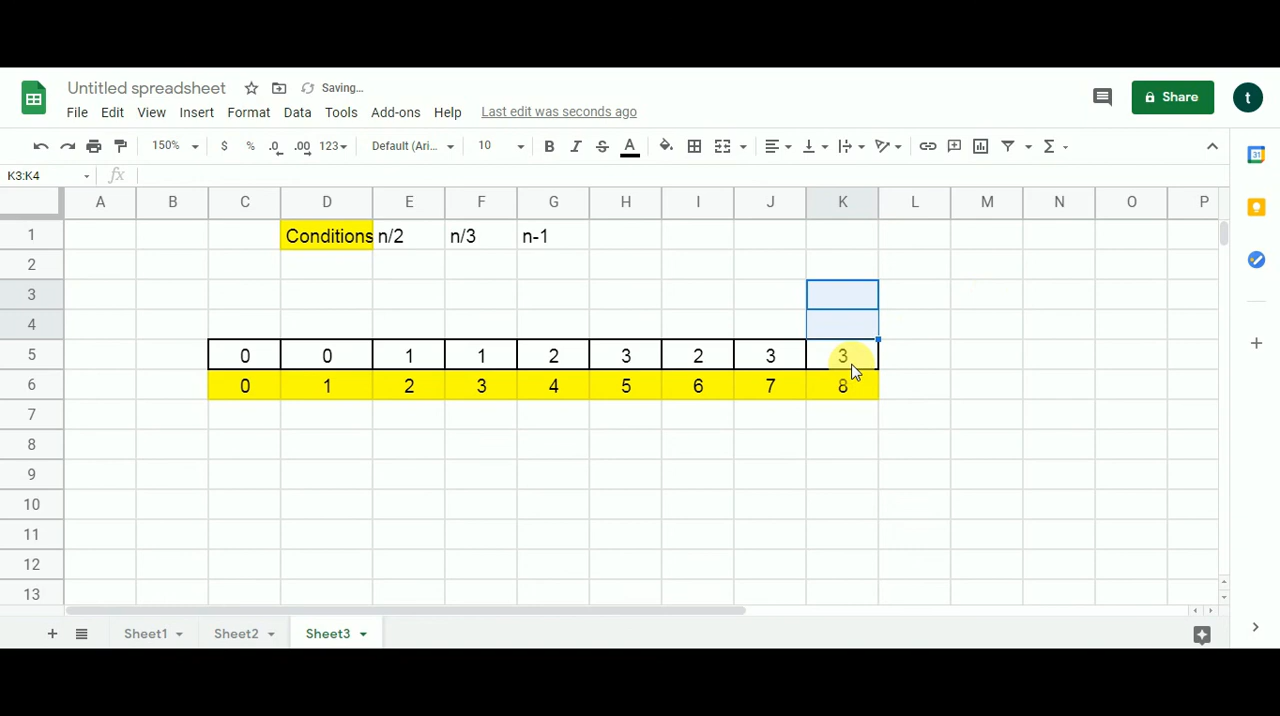 Untitled spreadsheet Saving...
File Edit View Insert Format Data Tools Add-ons Help Last edit was seconds ago
Share t
150% $ % .0 .00 123 Default (Ari... 10 B I S A
K3:K4 fx
31
A B C D E F G H I J K L M N O P
1 Conditions n/2 n/3 n-1
2
3
4
5 0 0 1 1 2 3 2 3 3
6 0 1 2 3 4 5 6 7 8
7
8
9
10
11
12
13
Sheet1 Sheet2 Sheet3